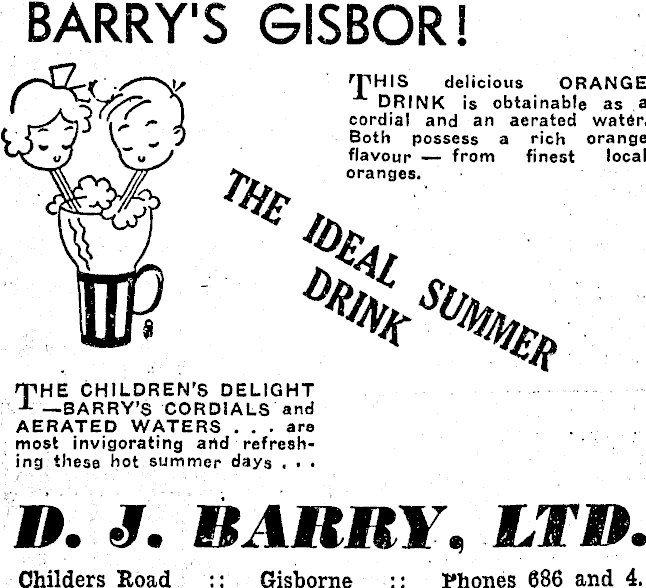 BARRY'S GISBOR!
THIS delicious ORANGE
DRINK is obtainable as a
cordial and an aerated water.
Both possess a rich orange
flavour — from finest local
oranges.
THE IDEAL SUMMER
DRINK
THE CHILDREN'S DELIGHT
—BARRY'S CORDIALS and
AERATED WATERS . . . are
most invigorating and refresh-
ing these hot summer days . . .
D. J. BARRY, LTD.
Childers Road :: Gisborne :: Phones 686 and 4.